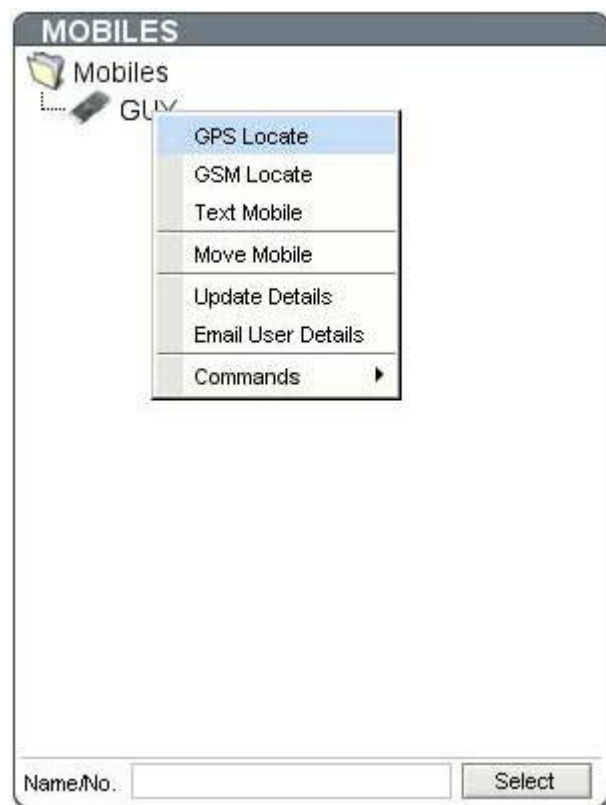 MOBILES
Mobiles
GUY
GPS Locate
GSM Locate
Text Mobile
Move Mobile
Update Details
Email User Details
Commands
Name/No.
Select